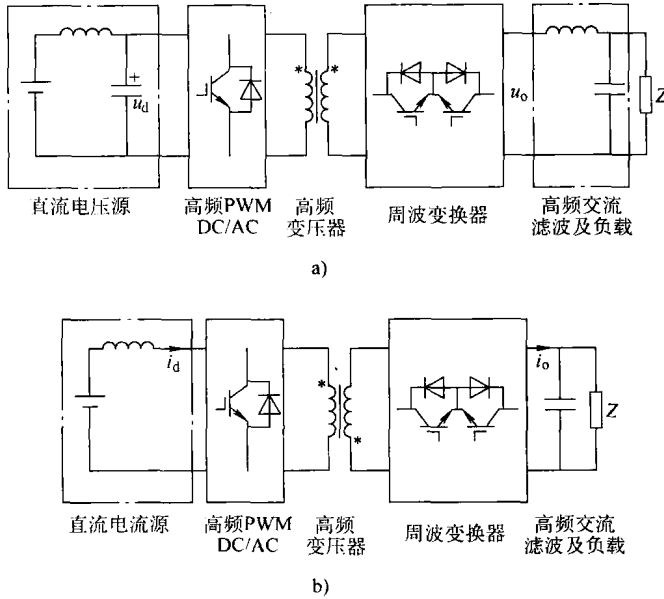 +
u_d
*
*
u_o
Z
直流电压源
高频PWM
DC/AC
高频
变压器
周波变换器
高频交流
滤波及负载
a)
i_d
*
*
i_o
Z
直流电流源
高频PWM
DC/AC
高频
变压器
周波变换器
高频交流
滤波及负载
b)